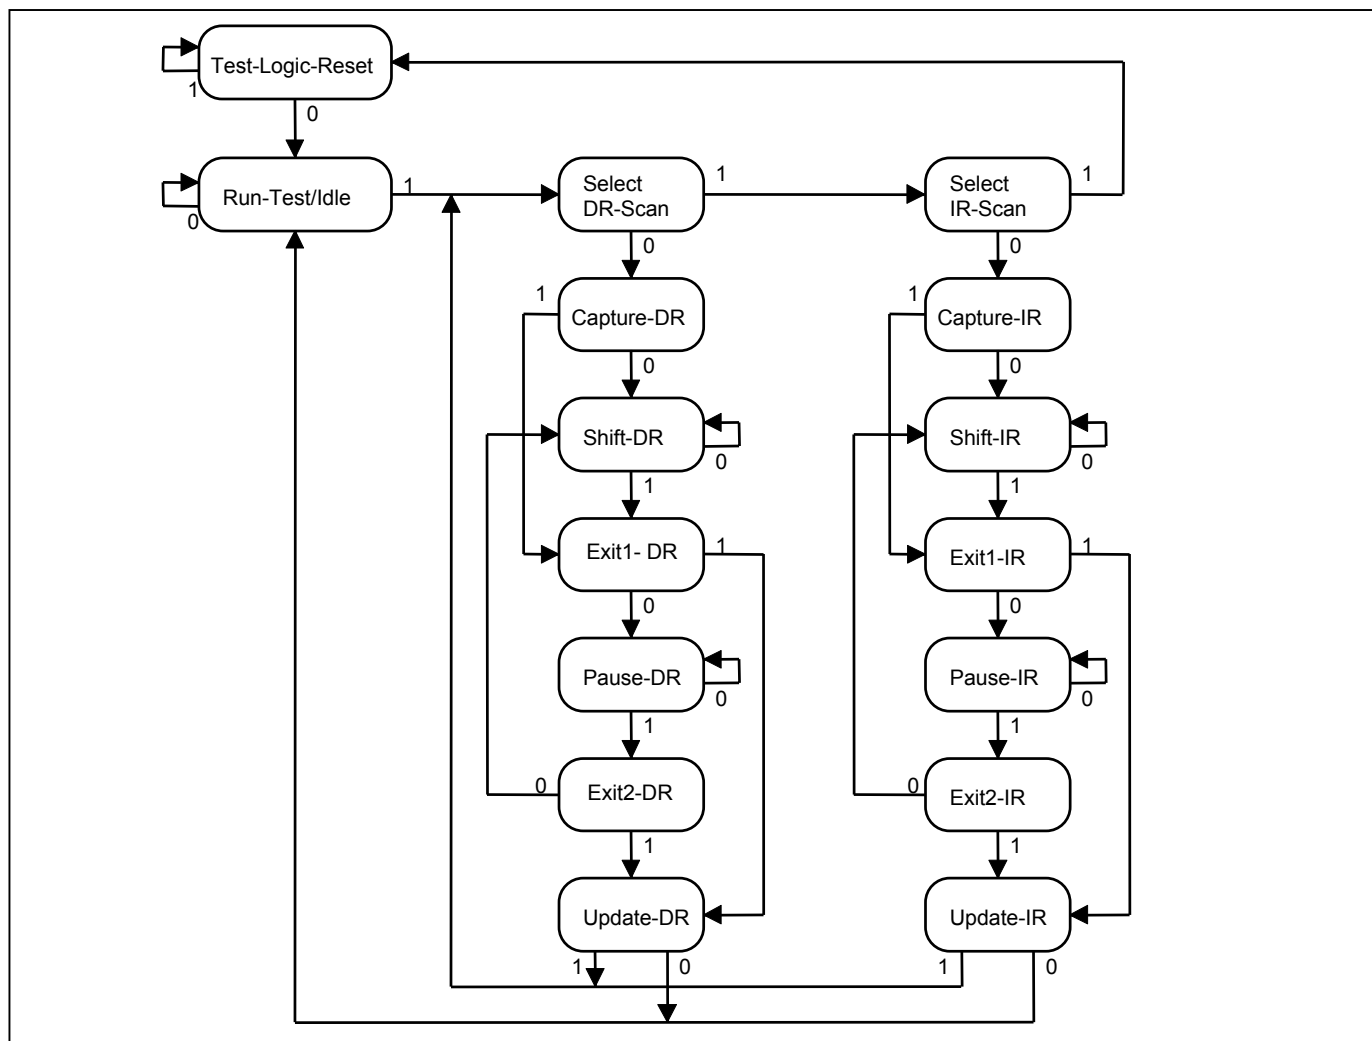 Test-Logic-Reset
1
0
Run-Test/Idle
0
1
Select
DR-Scan
1
0
Select
IR-Scan
1
0
1
Capture-DR
0
1
Capture-IR
0
Shift-DR
0
1
Shift-IR
0
1
Exit1- DR
1
0
Exit1-IR
1
0
Pause-DR
0
1
Pause-IR
0
1
0
Exit2-DR
1
0
Exit2-IR
1
Update-DR
1
0
Update-IR
1
0